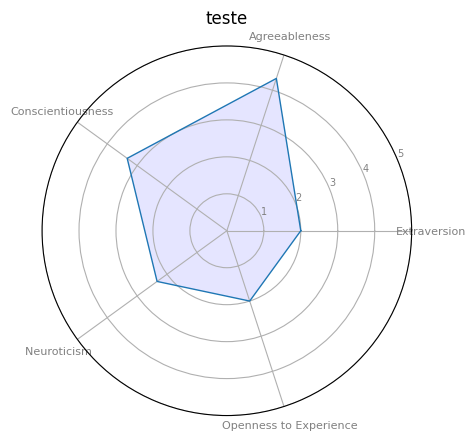 teste
Agreeableness
Conscientiousness
5
4
3
2
1
Extraversion
Neuroticism
Openness to Experience